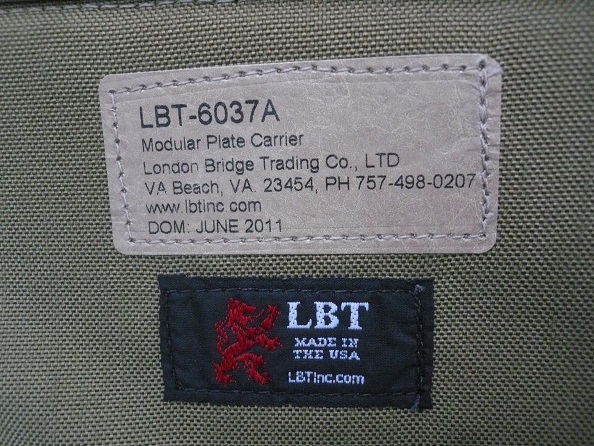 LBT-6037A
Modular Plate Carrier
London Bridge Trading Co., LTD
VA Beach, VA. 23454, PH 757-498-0207
www.lbtinc.com
DOM: JUNE 2011
LBT
MADE IN
THE USA
LBTInc.com